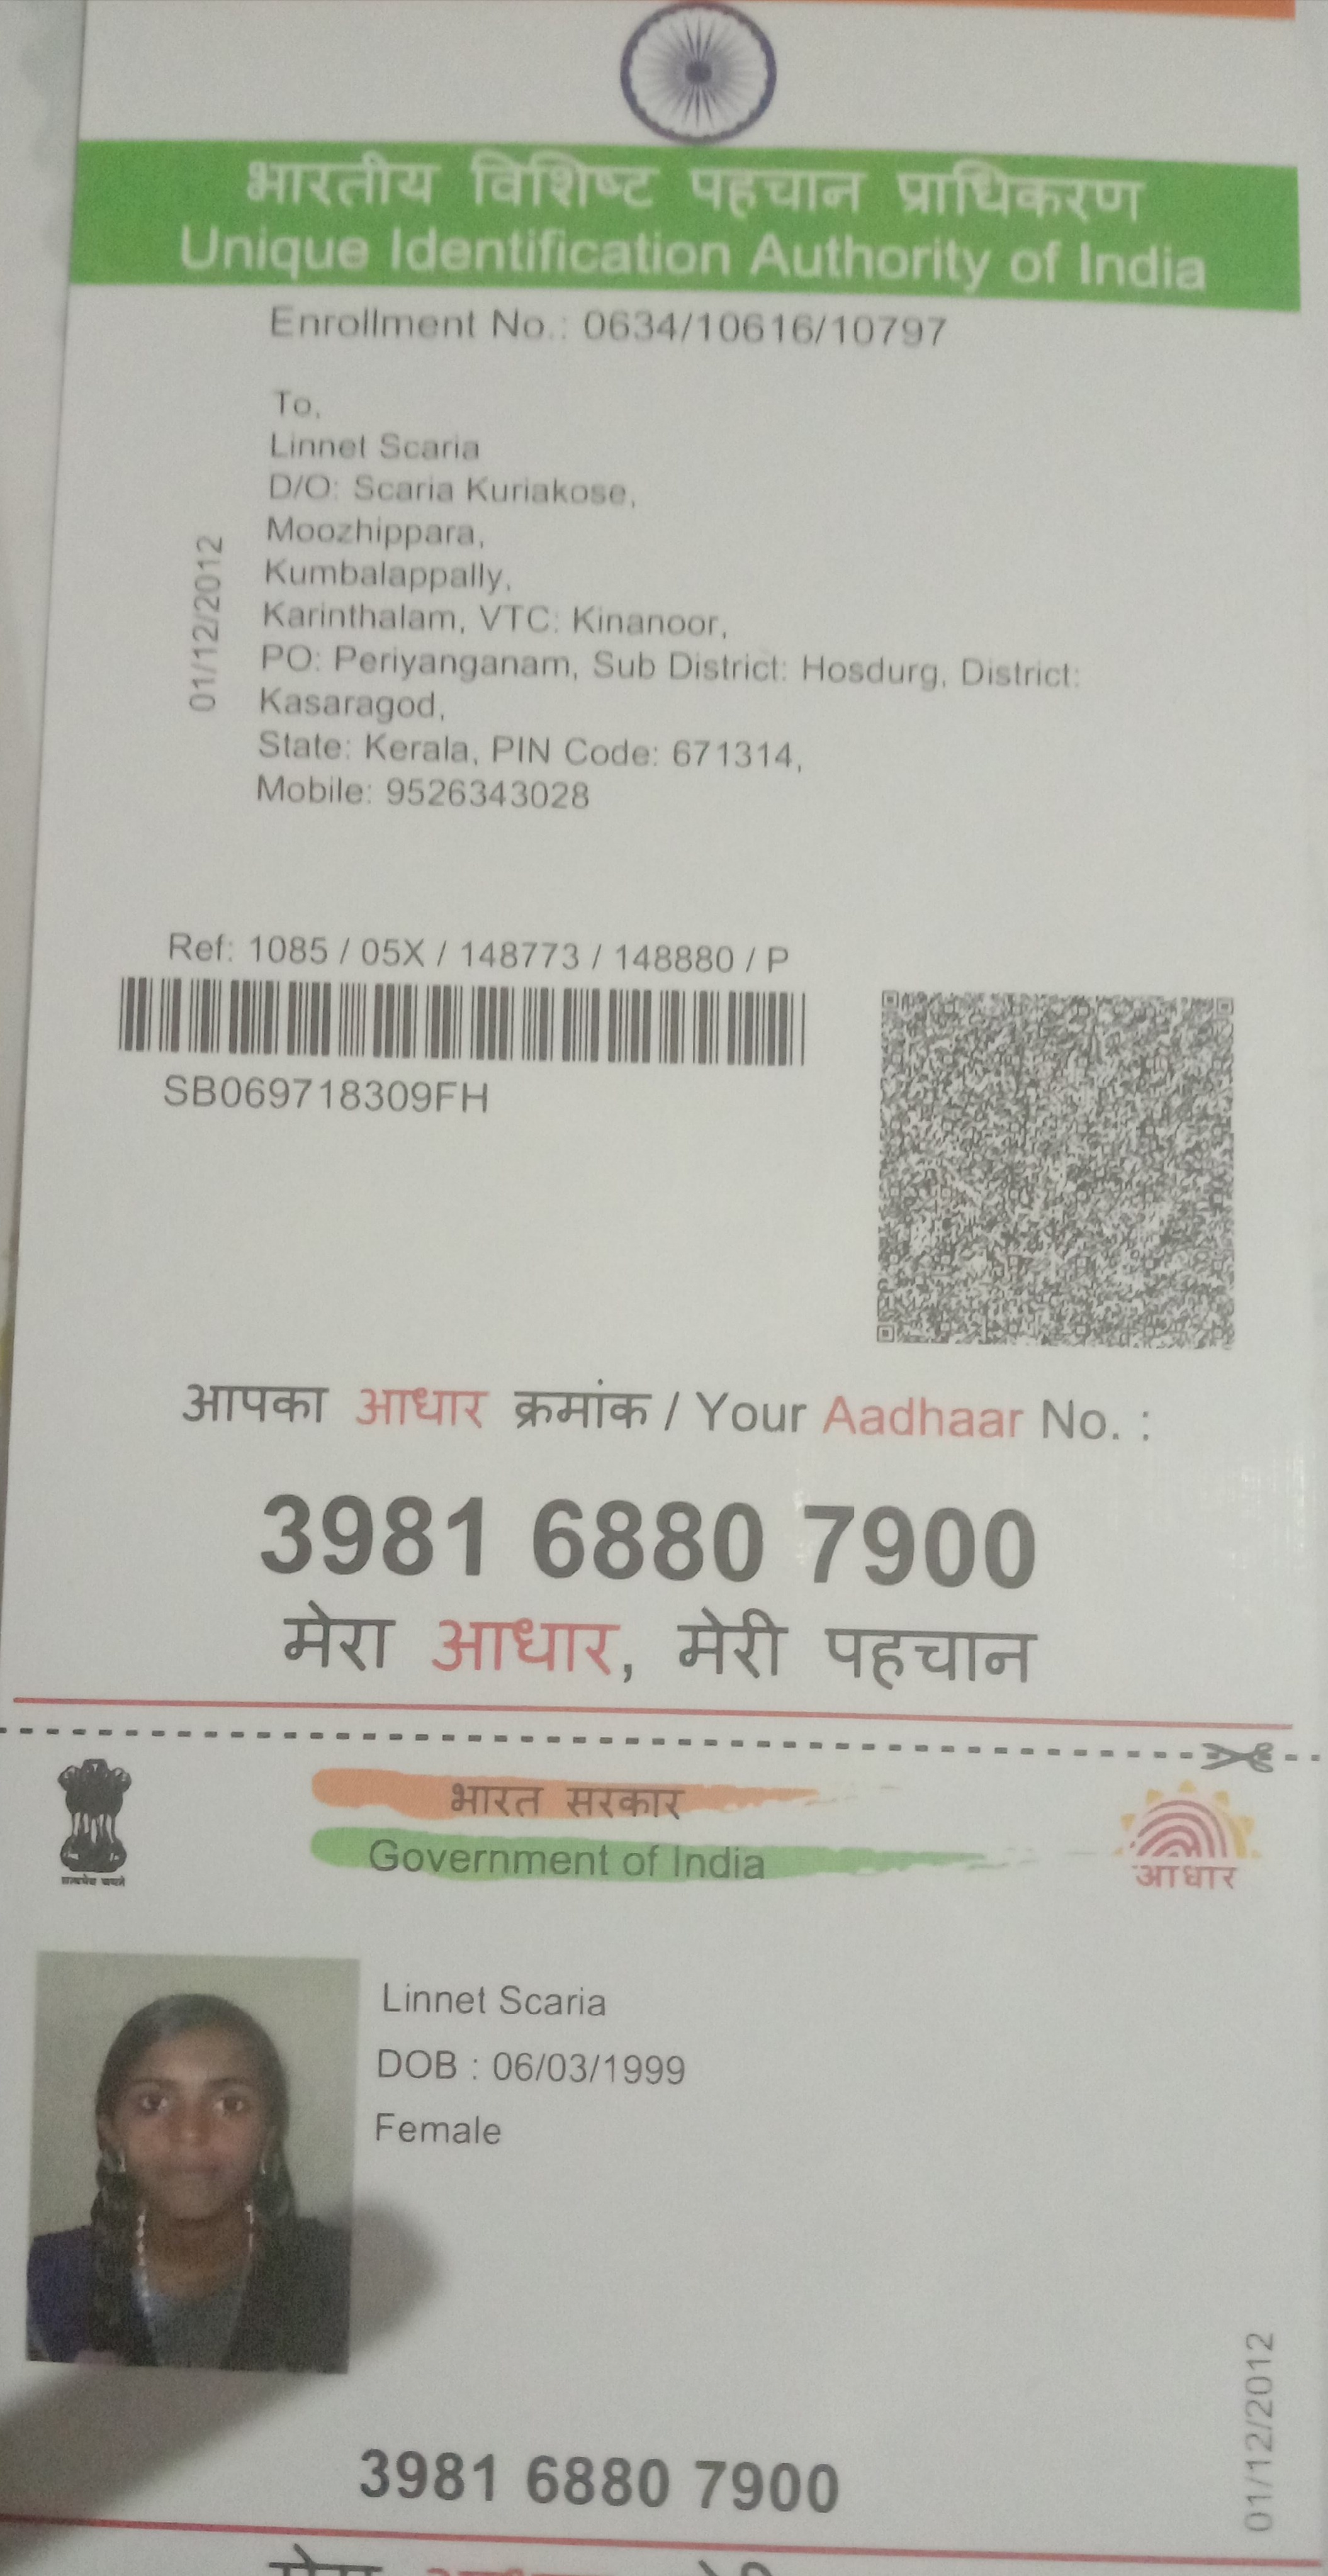 भारतीय विशिष्ट पहचान प्राधिकरण
Unique Identification Authority of India
Enrollment No.: 0634/10616/10797
To,
Linnet Scaria
D/O: Scaria Kuriakose,
Moozhippara,
Kumbalappally,
Karinthalam, VTC: Kinanoor,
PO: Periyanganam, Sub District: Hosdurg, District:
Kasaragod,
State: Kerala, PIN Code: 671314,
Mobile: 9526343028
01/12/2012
Ref: 1085 / 05X / 148773 / 148880 / P
SB069718309FH
आपका आधार क्रमांक / Your Aadhaar No. :
3981 6880 7900
मेरा आधार, मेरी पहचान
सत्यमेव जयते
भारत सरकार
Government of India
आधार
Linnet Scaria
DOB : 06/03/1999
Female
01/12/2012
3981 6880 7900